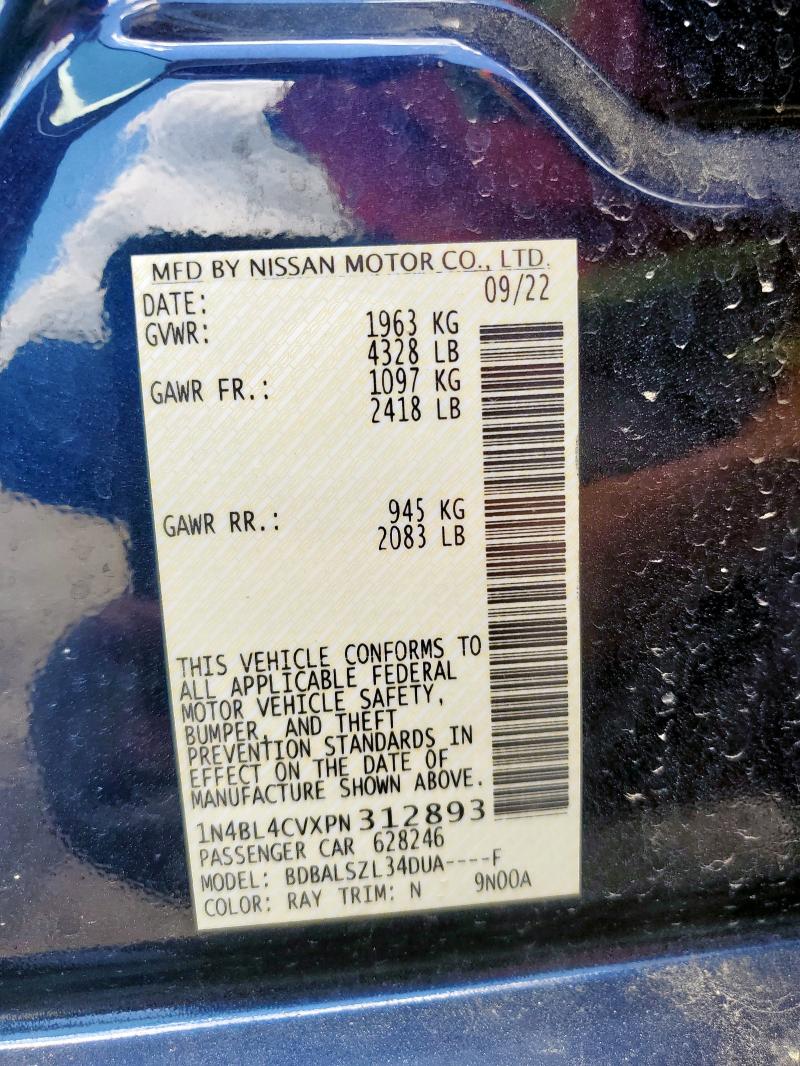 MFD BY NISSAN MOTOR CO., LTD.
DATE: 09/22
GVWR: 1963 KG
4328 LB
GAWR FR.: 1097 KG
2418 LB
GAWR RR.: 945 KG
2083 LB
THIS VEHICLE CONFORMS TO
ALL APPLICABLE FEDERAL
MOTOR VEHICLE SAFETY,
BUMPER, AND THEFT
PREVENTION STANDARDS IN
EFFECT ON THE DATE OF
MANUFACTURE SHOWN ABOVE.
1N4BL4CVXPN 312893
PASSENGER CAR 628246
MODEL: BDBALSZL34DUA----F
COLOR: RAY TRIM: N 9N00A